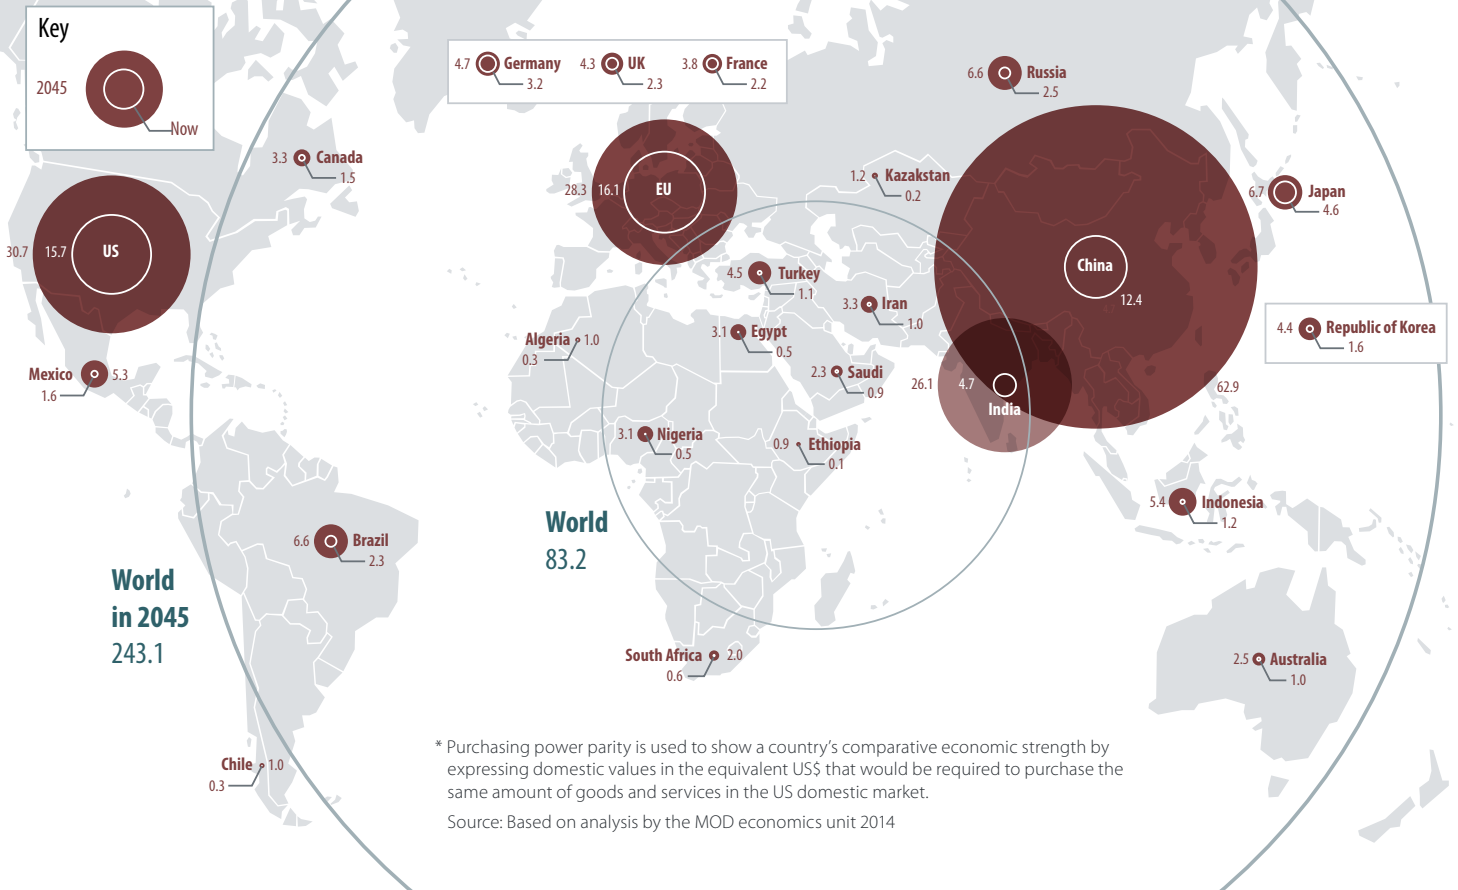 Key
2045
Now
4.7 Germany
3.2
4.3 UK
2.3
3.8 France
2.2
6.6 Russia
2.5
3.3 Canada
1.5
1.2 Kazakstan
0.2
28.3 16.1 EU
6.7 Japan
4.6
30.7 15.7 US
China
12.4
62.9
4.5 Turkey
1.1
3.3 Iran
1.0
4.4 Republic of Korea
1.6
Algeria 1.0
0.3
3.1 Egypt
0.5
2.3 Saudi
0.9
Mexico 5.3
1.6
26.1 4.7
India
3.1 Nigeria
0.5
0.9 Ethiopia
0.1
5.4 Indonesia
1.2
World
83.2
6.6 Brazil
2.3
World
in 2045
243.1
South Africa 2.0
0.6
2.5 Australia
1.0
Chile 1.0
0.3
* Purchasing power parity is used to show a country's comparative economic strength by
expressing domestic values in the equivalent US$ that would be required to purchase the
same amount of goods and services in the US domestic market.
Source: Based on analysis by the MOD economics unit 2014